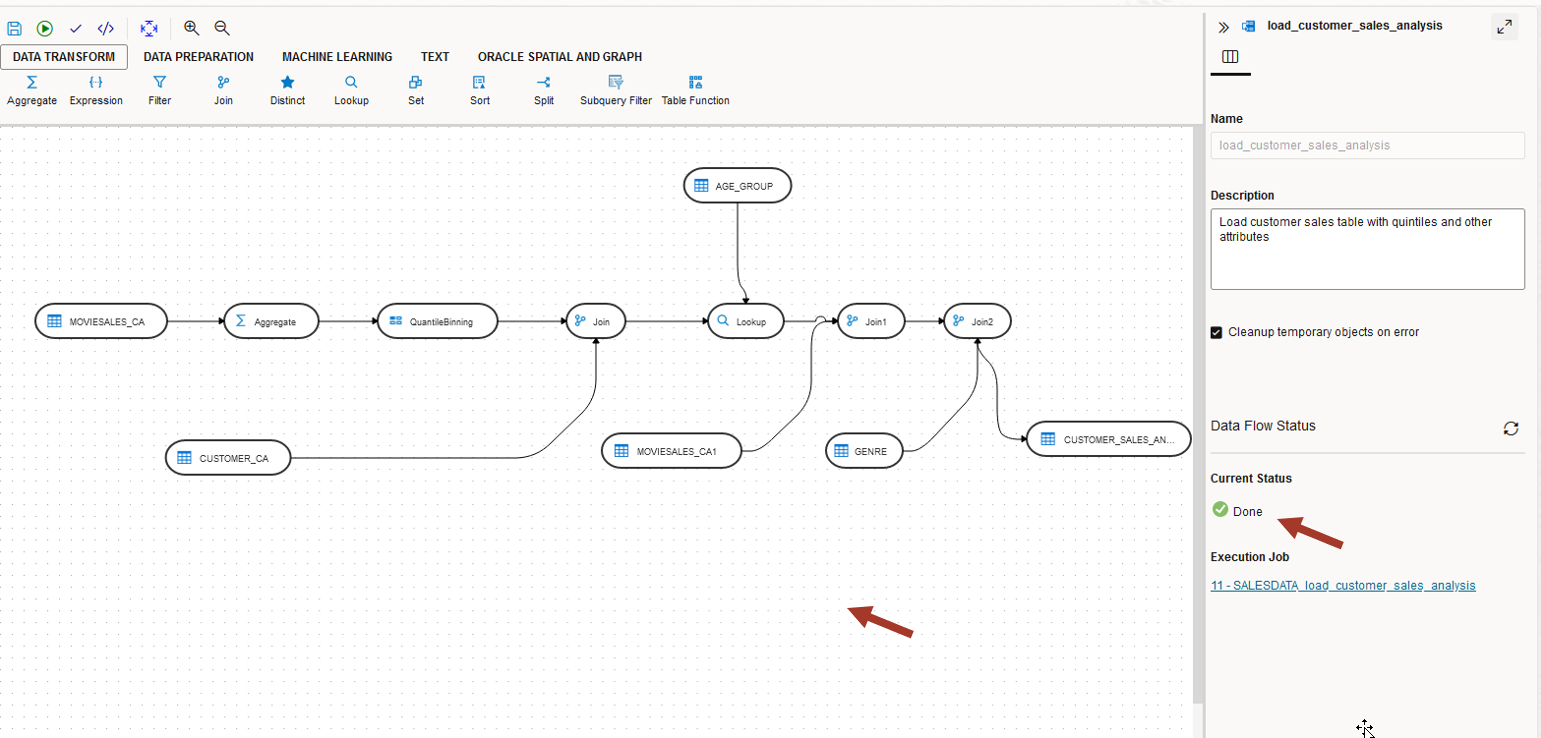 load_customer_sales_analysis
DATA TRANSFORM DATA PREPARATION MACHINE LEARNING TEXT ORACLE SPATIAL AND GRAPH
Aggregate Expression Filter Join Distinct Lookup Set Sort Split Subquery Filter Table Function
AGE_GROUP
MOVIESALES_CA Aggregate QuantileBinning Join Lookup Join1 Join2
CUSTOMER_CA MOVIESALES_CA1 GENRE CUSTOMER_SALES_AN...
Name
load_customer_sales_analysis
Description
Load customer sales table with quintiles and other
attributes
Cleanup temporary objects on error
Data Flow Status
Current Status
Done
Execution Job
11 - SALESDATA_load_customer_sales_analysis